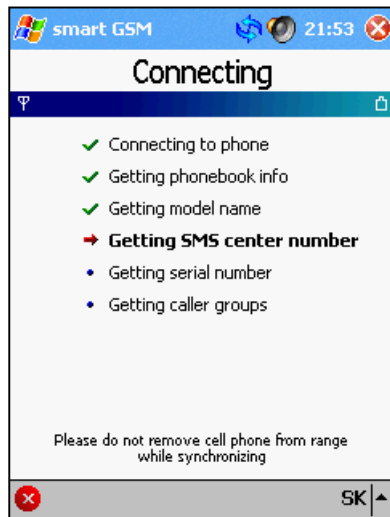 smart GSM 21:53
Connecting
Connecting to phone
Getting phonebook info
Getting model name
Getting SMS center number
Getting serial number
Getting caller groups
Please do not remove cell phone from range
while synchronizing
SK